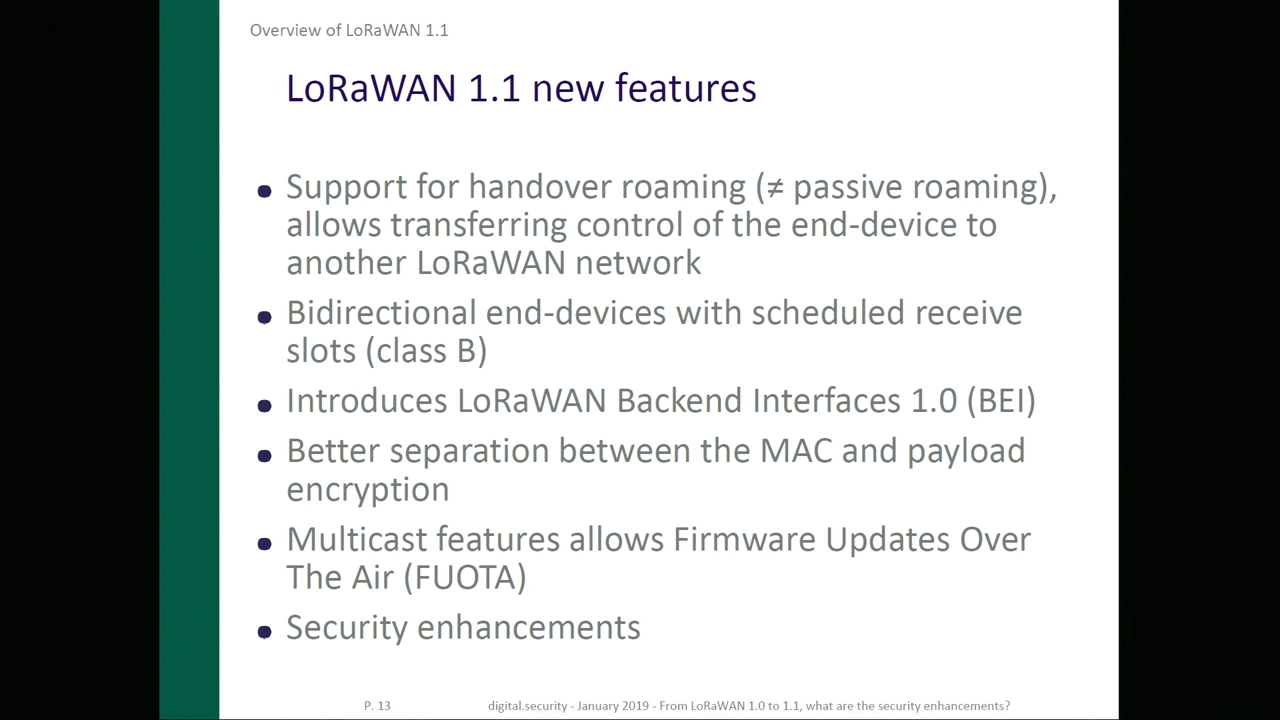 Overview of LoRaWAN 1.1
LoRaWAN 1.1 new features
Support for handover roaming (≠ passive roaming),
allows transferring control of the end-device to
another LoRaWAN network
Bidirectional end-devices with scheduled receive
slots (class B)
Introduces LoRaWAN Backend Interfaces 1.0 (BEI)
Better separation between the MAC and payload
encryption
Multicast features allows Firmware Updates Over
The Air (FUOTA)
Security enhancements
P. 13 digital.security - January 2019 - From LoRaWAN 1.0 to 1.1, what are the security enhancements?